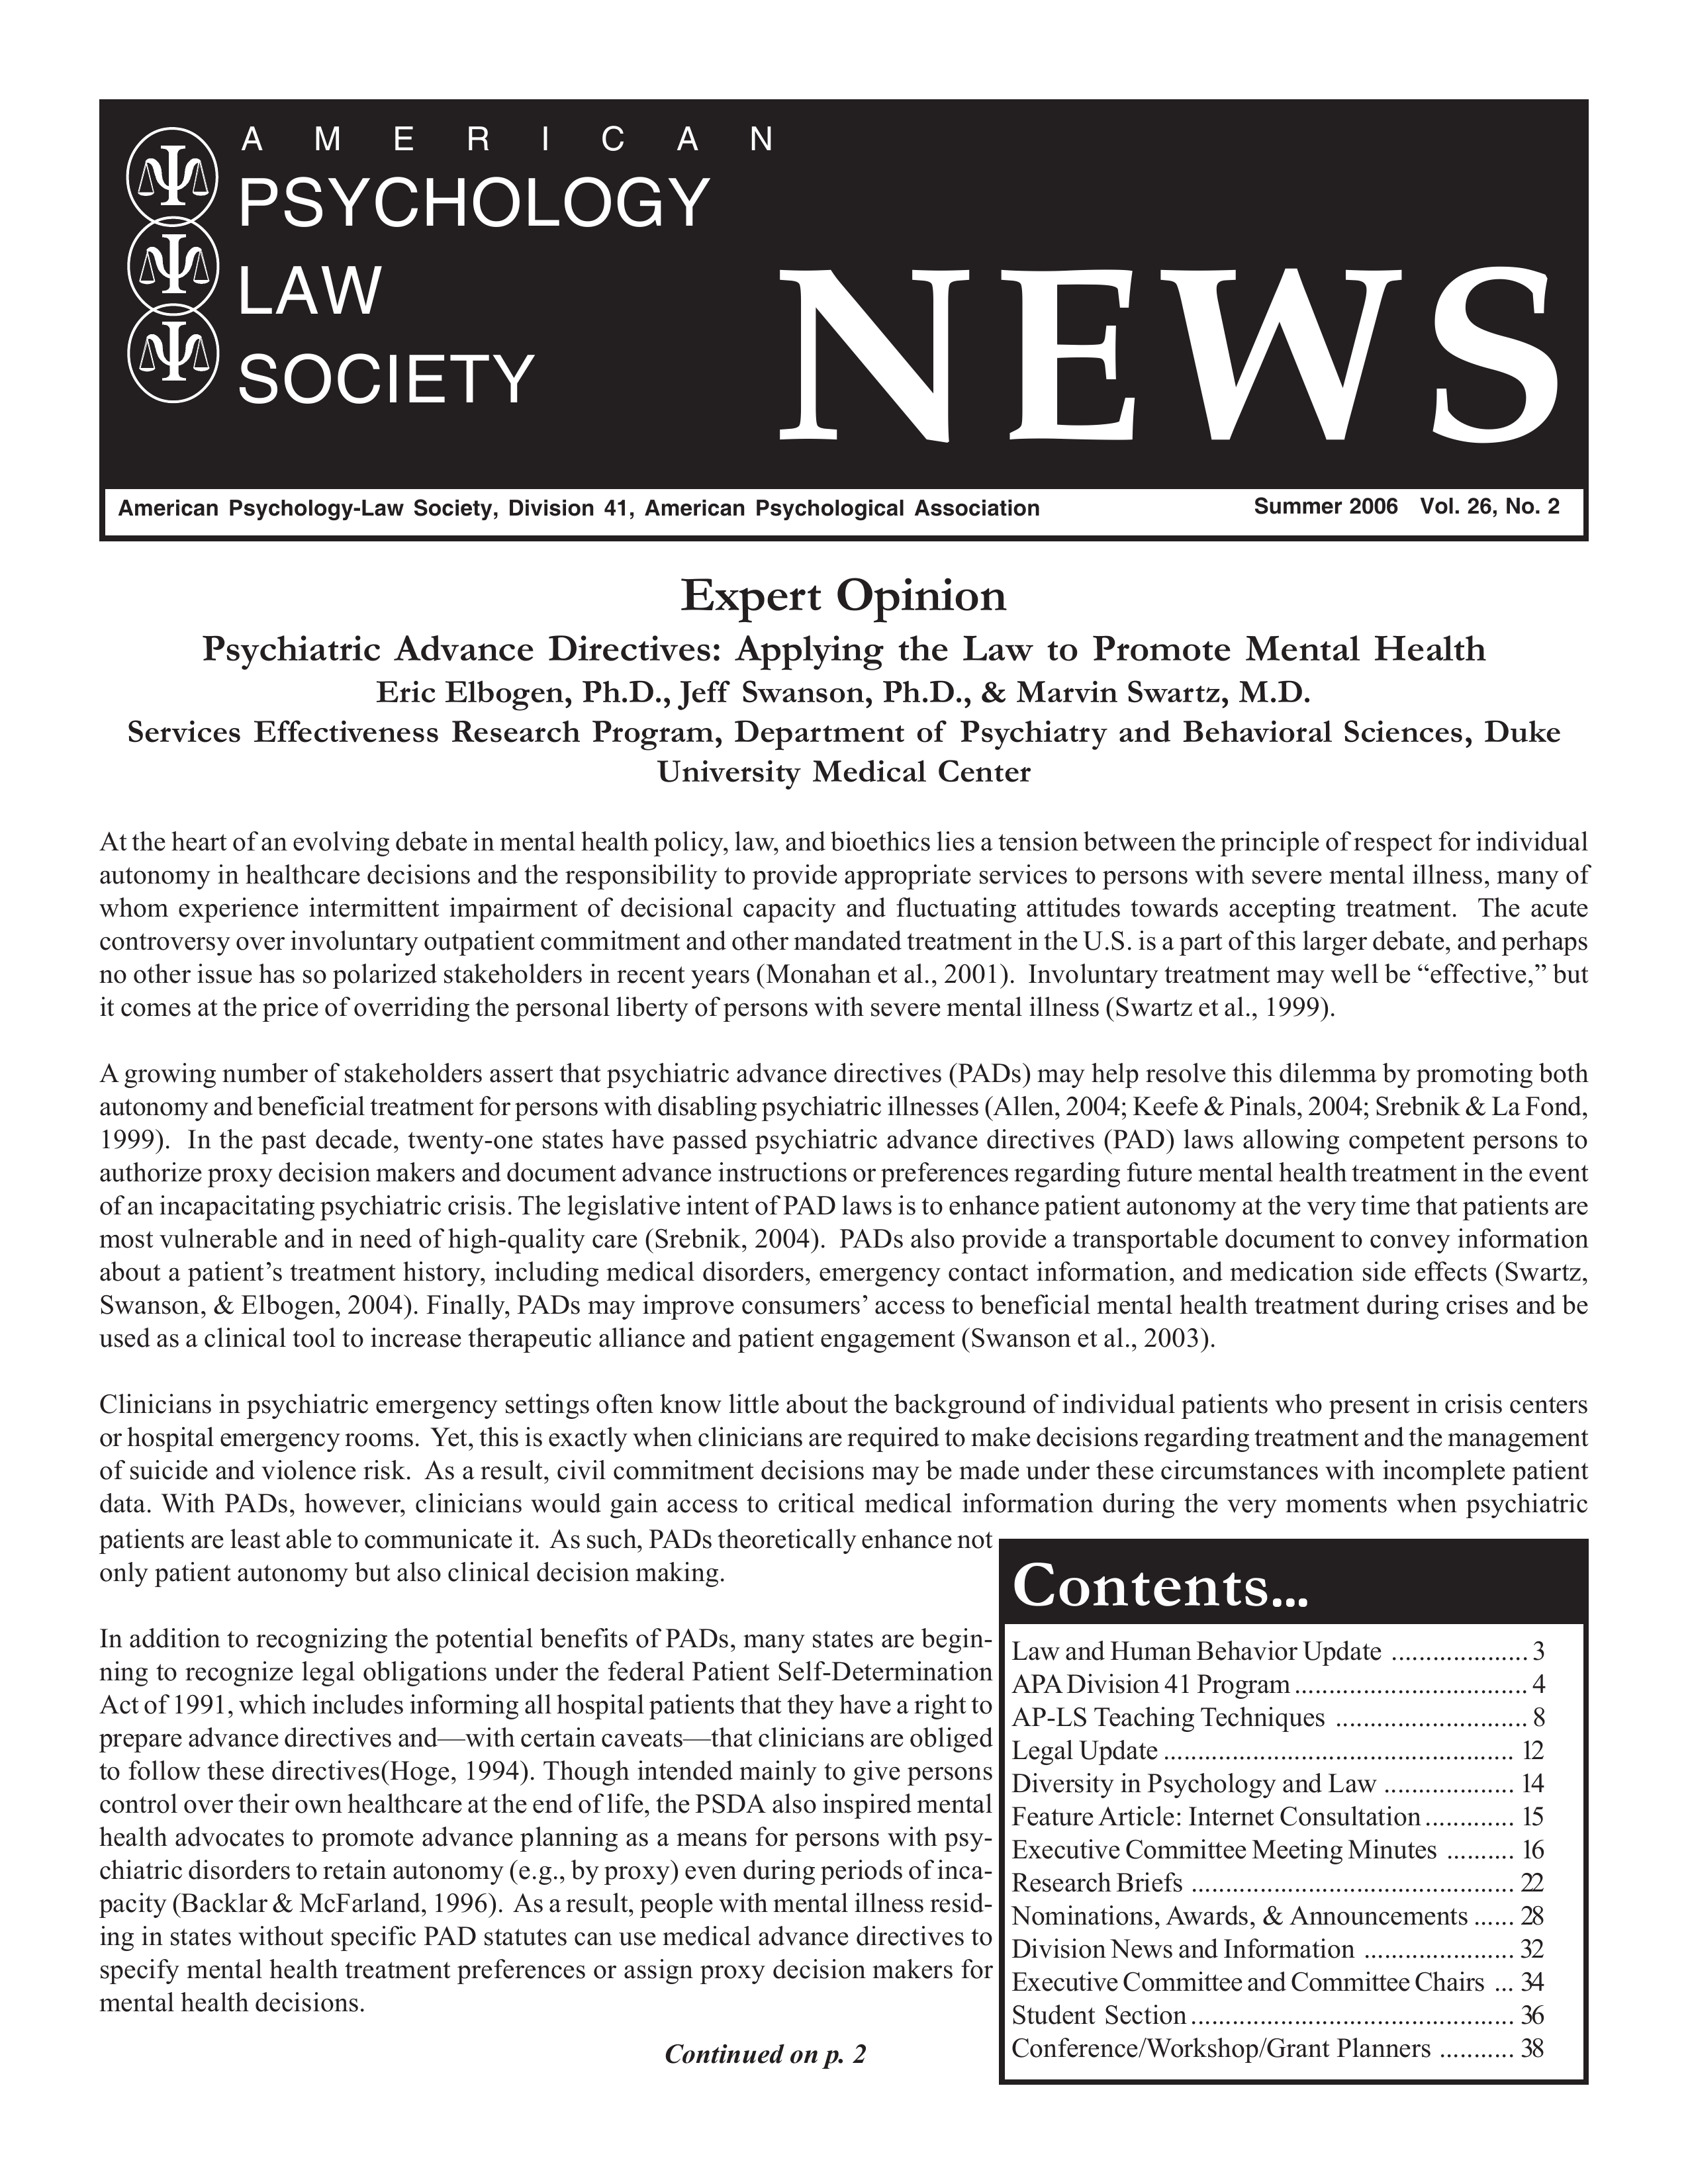 A M E R I C A N
PSYCHOLOGY
LAW
SOCIETY
NEWS
American Psychology-Law Society, Division 41, American Psychological Association
Summer 2006 Vol. 26, No. 2
Expert Opinion
Psychiatric Advance Directives: Applying the Law to Promote Mental Health
Eric Elbogen, Ph.D., Jeff Swanson, Ph.D., & Marvin Swartz, M.D.
Services Effectiveness Research Program, Department of Psychiatry and Behavioral Sciences, Duke
University Medical Center
At the heart of an evolving debate in mental health policy, law, and bioethics lies a tension between the principle of respect for individual
autonomy in healthcare decisions and the responsibility to provide appropriate services to persons with severe mental illness, many of
whom experience intermittent impairment of decisional capacity and fluctuating attitudes towards accepting treatment. The acute
controversy over involuntary outpatient commitment and other mandated treatment in the U.S. is a part of this larger debate, and perhaps
no other issue has so polarized stakeholders in recent years (Monahan et al., 2001). Involuntary treatment may well be “effective,” but
it comes at the price of overriding the personal liberty of persons with severe mental illness (Swartz et al., 1999).
A growing number of stakeholders assert that psychiatric advance directives (PADs) may help resolve this dilemma by promoting both
autonomy and beneficial treatment for persons with disabling psychiatric illnesses (Allen, 2004; Keefe & Pinals, 2004; Srebnik & La Fond,
1999). In the past decade, twenty-one states have passed psychiatric advance directives (PAD) laws allowing competent persons to
authorize proxy decision makers and document advance instructions or preferences regarding future mental health treatment in the event
of an incapacitating psychiatric crisis. The legislative intent of PAD laws is to enhance patient autonomy at the very time that patients are
most vulnerable and in need of high-quality care (Srebnik, 2004). PADs also provide a transportable document to convey information
about a patient’s treatment history, including medical disorders, emergency contact information, and medication side effects (Swartz,
Swanson, & Elbogen, 2004). Finally, PADs may improve consumers’ access to beneficial mental health treatment during crises and be
used as a clinical tool to increase therapeutic alliance and patient engagement (Swanson et al., 2003).
Clinicians in psychiatric emergency settings often know little about the background of individual patients who present in crisis centers
or hospital emergency rooms. Yet, this is exactly when clinicians are required to make decisions regarding treatment and the management
of suicide and violence risk. As a result, civil commitment decisions may be made under these circumstances with incomplete patient
data. With PADs, however, clinicians would gain access to critical medical information during the very moments when psychiatric
patients are least able to communicate it. As such, PADs theoretically enhance not
only patient autonomy but also clinical decision making.
In addition to recognizing the potential benefits of PADs, many states are begin-
ning to recognize legal obligations under the federal Patient Self-Determination
Act of 1991, which includes informing all hospital patients that they have a right to
prepare advance directives and—with certain caveats—that clinicians are obliged
to follow these directives(Hoge, 1994). Though intended mainly to give persons
control over their own healthcare at the end of life, the PSDA also inspired mental
health advocates to promote advance planning as a means for persons with psy-
chiatric disorders to retain autonomy (e.g., by proxy) even during periods of inca-
pacity (Backlar & McFarland, 1996). As a result, people with mental illness resid-
ing in states without specific PAD statutes can use medical advance directives to
specify mental health treatment preferences or assign proxy decision makers for
mental health decisions.
Continued on p. 2
Contents...
Law and Human Behavior Update .................... 3
APA Division 41 Program .................................. 4
AP-LS Teaching Techniques ............................ 8
Legal Update ................................................... 12
Diversity in Psychology and Law ................... 14
Feature Article: Internet Consultation ............. 15
Executive Committee Meeting Minutes .......... 16
Research Briefs ............................................... 22
Nominations, Awards, & Announcements ...... 28
Division News and Information ...................... 32
Executive Committee and Committee Chairs ... 34
Student Section ............................................... 36
Conference/Workshop/Grant Planners ........... 38